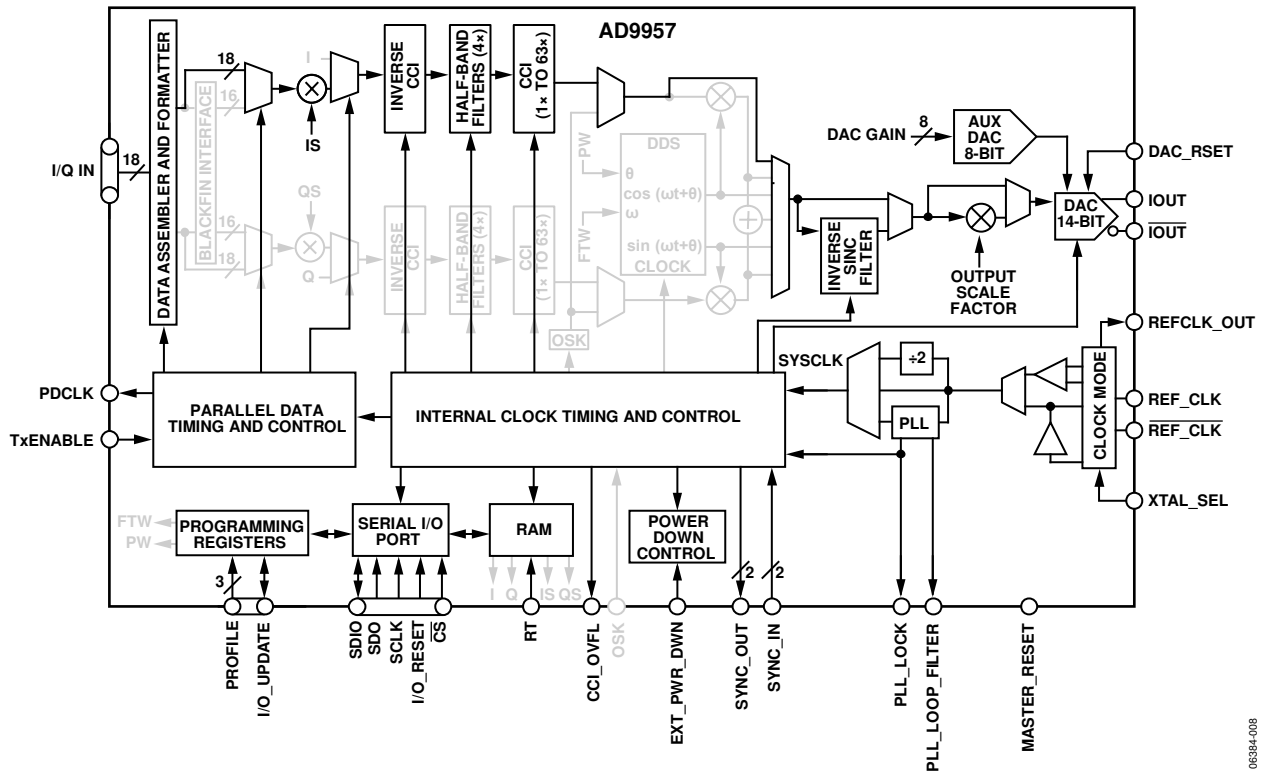 AD9957
DATA ASSEMBLER AND FORMATTER
BLACKFIN INTERFACE
18
16
IS
I
INVERSE
CCI
HALF-BAND
FILTERS (4×)
CCI
(1× TO 63×)
I/Q IN
18
QS
16
18
Q
INVERSE
CCI
HALF-BAND
FILTERS (4×)
CCI
(1× TO 63×)
PW
FTW
DDS
θ
cos (ωt+θ)
ω
sin (ωt+θ)
CLOCK
OSK
DAC GAIN
8
AUX
DAC
8-BIT
DAC_RSET
DAC
14-BIT
IOUT
IOUT
INVERSE
SINC
FILTER
OUTPUT
SCALE
FACTOR
REFCLK_OUT
SYSCLK
÷2
PLL
CLOCK MODE
REF_CLK
REF_CLK
XTAL_SEL
PDCLK
TxENABLE
PARALLEL DATA
TIMING AND CONTROL
INTERNAL CLOCK TIMING AND CONTROL
FTW
PW
PROGRAMMING
REGISTERS
SERIAL I/O
PORT
RAM
POWER
DOWN
CONTROL
3
I
Q
IS
QS
2
2
PROFILE
I/O_UPDATE
SDIO
SDO
SCLK
I/O_RESET
CS
RT
CCI_OVFL
OSK
EXT_PWR_DWN
SYNC_OUT
SYNC_IN
PLL_LOCK
PLL_LOOP_FILTER
MASTER_RESET
06384-008